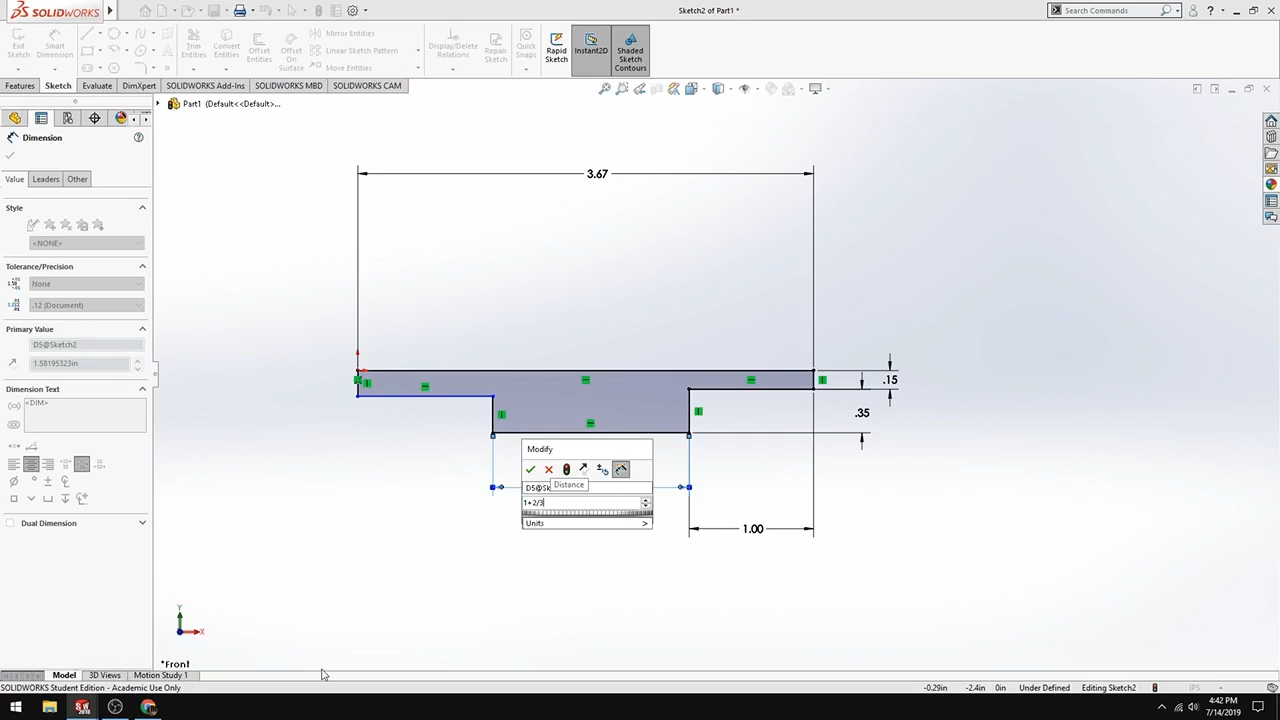 SOLIDWORKS
Sketch2 of Part1 *
Search Commands
Exit Sketch
Smart Dimension
Trim Entities
Convert Entities
Offset Entities
Offset On Surface
Mirror Entities
Linear Sketch Pattern
Move Entities
Display/Delete Relations
Repair Sketch
Quick Snaps
Rapid Sketch
Instant2D
Shaded Sketch Contours
Features
Sketch
Evaluate
DimXpert
SOLIDWORKS Add-Ins
SOLIDWORKS MBD
SOLIDWORKS CAM
Part1 (Default<<Default>...
Dimension
Value
Leaders
Other
Style
<NONE>
Tolerance/Precision
None
.12 (Document)
Primary Value
D5@Sketch2
1.58195323in
Dimension Text
<DIM>
Dual Dimension
3.67
.15
.35
1.00
Modify
D5@Sk
Distance
1+2/3
Units
Y
X
*Front
Model
3D Views
Motion Study 1
SOLIDWORKS Student Edition - Academic Use Only
-0.29in
-2.4in
0in
Under Defined
Editing Sketch2
IPS
4:42 PM
7/14/2019